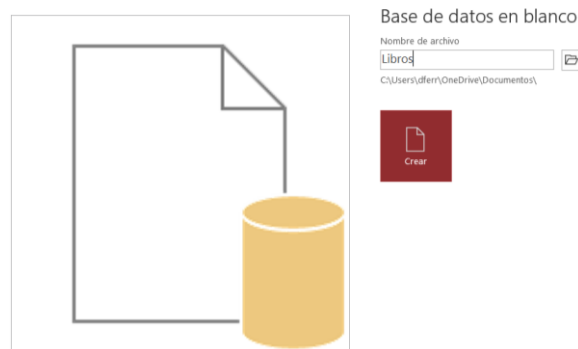 Base de datos en blanco
Nombre de archivo
Libros
C:\Users\dferr\OneDrive\Documentos\
Crear